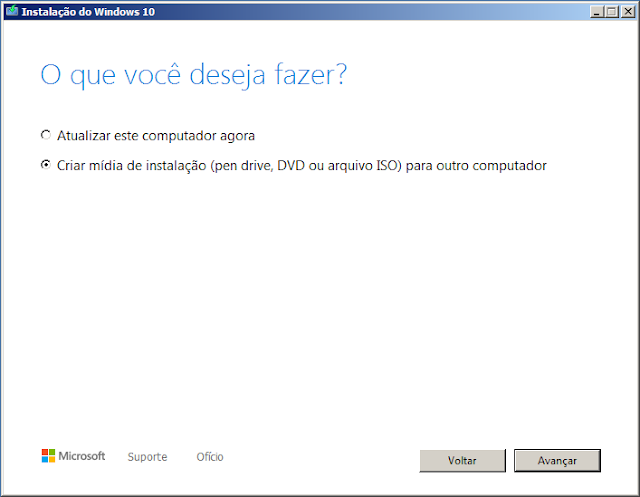 Instalação do Windows 10
O que você deseja fazer?
Atualizar este computador agora
Criar mídia de instalação (pen drive, DVD ou arquivo ISO) para outro computador
Microsoft Suporte Ofício Voltar Avançar